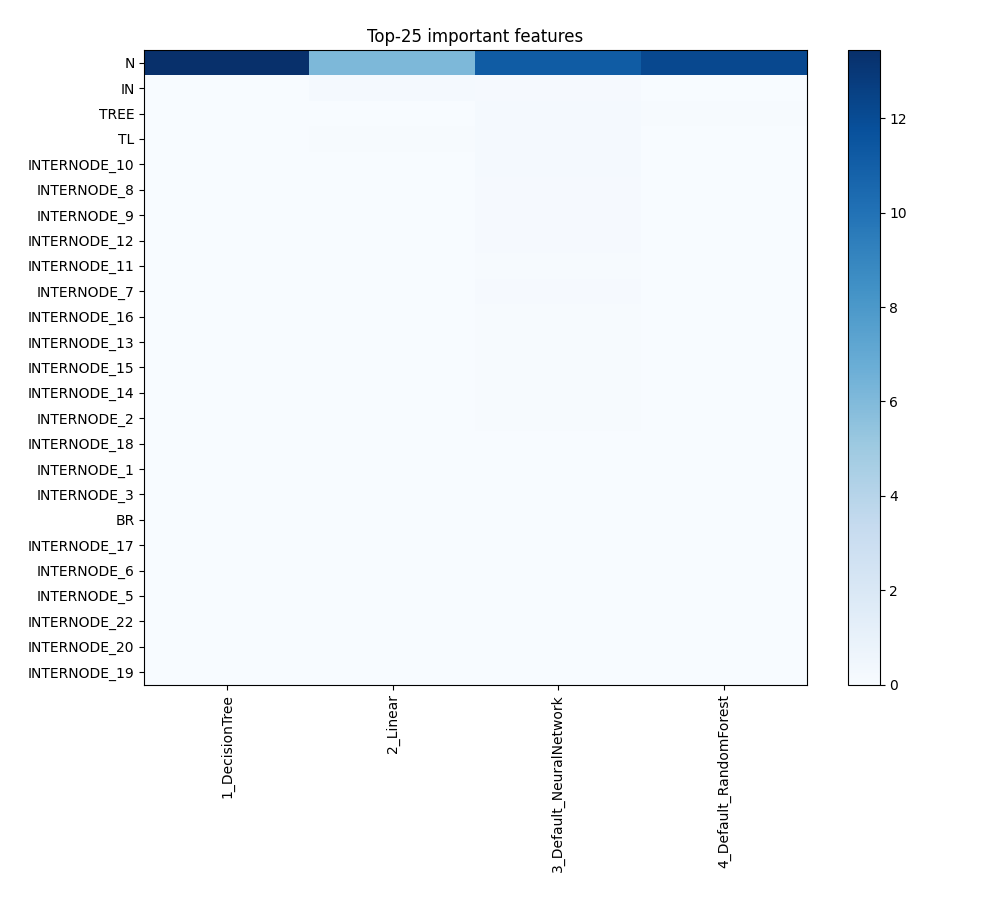 Top-25 important features
N
IN
TREE
TL
INTERNODE_10
INTERNODE_8
INTERNODE_9
INTERNODE_12
INTERNODE_11
INTERNODE_7
INTERNODE_16
INTERNODE_13
INTERNODE_15
INTERNODE_14
INTERNODE_2
INTERNODE_18
INTERNODE_1
INTERNODE_3
BR
INTERNODE_17
INTERNODE_6
INTERNODE_5
INTERNODE_22
INTERNODE_20
INTERNODE_19
1_DecisionTree
2_Linear
3_Default_NeuralNetwork
4_Default_RandomForest
12
10
8
6
4
2
0